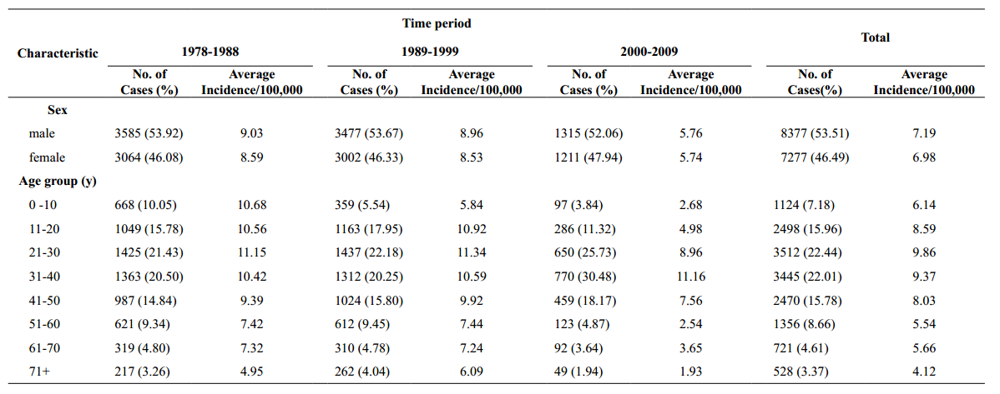 Time period
Total
1978-1988 1989-1999 2000-2009
Characteristic
No. of Average No. of Average No. of Average No. of Average
Cases (%) Incidence/100,000 Cases (%) Incidence/100,000 Cases (%) Incidence/100,000 Cases(%) Incidence/100,000
Sex
male 3585 (53.92) 9.03 3477 (53.67) 8.96 1315 (52.06) 5.76 8377 (53.51) 7.19
female 3064 (46.08) 8.59 3002 (46.33) 8.53 1211 (47.94) 5.74 7277 (46.49) 6.98
Age group (y)
0 -10 668 (10.05) 10.68 359 (5.54) 5.84 97 (3.84) 2.68 1124 (7.18) 6.14
11-20 1049 (15.78) 10.56 1163 (17.95) 10.92 286 (11.32) 4.98 2498 (15.96) 8.59
21-30 1425 (21.43) 11.15 1437 (22.18) 11.34 650 (25.73) 8.96 3512 (22.44) 9.86
31-40 1363 (20.50) 10.42 1312 (20.25) 10.59 770 (30.48) 11.16 3445 (22.01) 9.37
41-50 987 (14.84) 9.39 1024 (15.80) 9.92 459 (18.17) 7.56 2470 (15.78) 8.03
51-60 621 (9.34) 7.42 612 (9.45) 7.44 123 (4.87) 2.54 1356 (8.66) 5.54
61-70 319 (4.80) 7.32 310 (4.78) 7.24 92 (3.64) 3.65 721 (4.61) 5.66
71+ 217 (3.26) 4.95 262 (4.04) 6.09 49 (1.94) 1.93 528 (3.37) 4.12